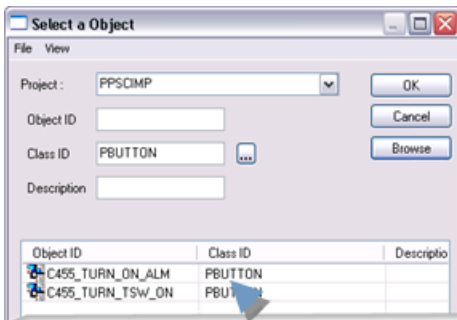 Select a Object
File View
Project : PPSCIMP OK
Object ID Cancel
Class ID PBUTTON ... Browse
Description
Object ID Class ID Descriptio
C455_TURN_ON_ALM PBUTTON
C455_TURN_TSW_ON